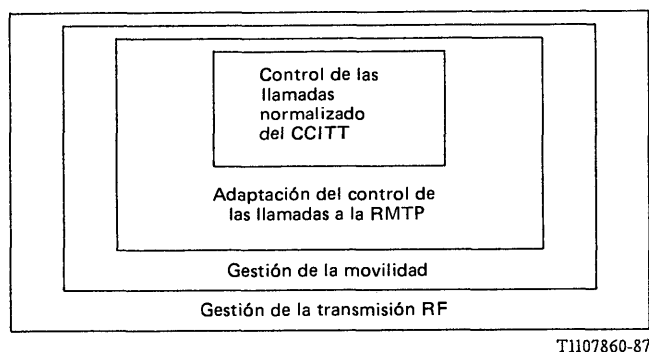 Control de las
llamadas
normalizado
del CCITT
Adaptación del control de
las llamadas a la RMTP
Gestión de la movilidad
Gestión de la transmisión RF
T1107860-87